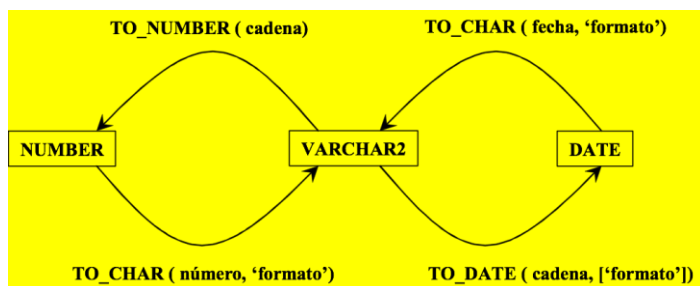 TO_NUMBER ( cadena)
TO_CHAR ( fecha, ‘formato’)
NUMBER
VARCHAR2
DATE
TO_CHAR ( número, ‘formato’)
TO_DATE ( cadena, [‘formato’])